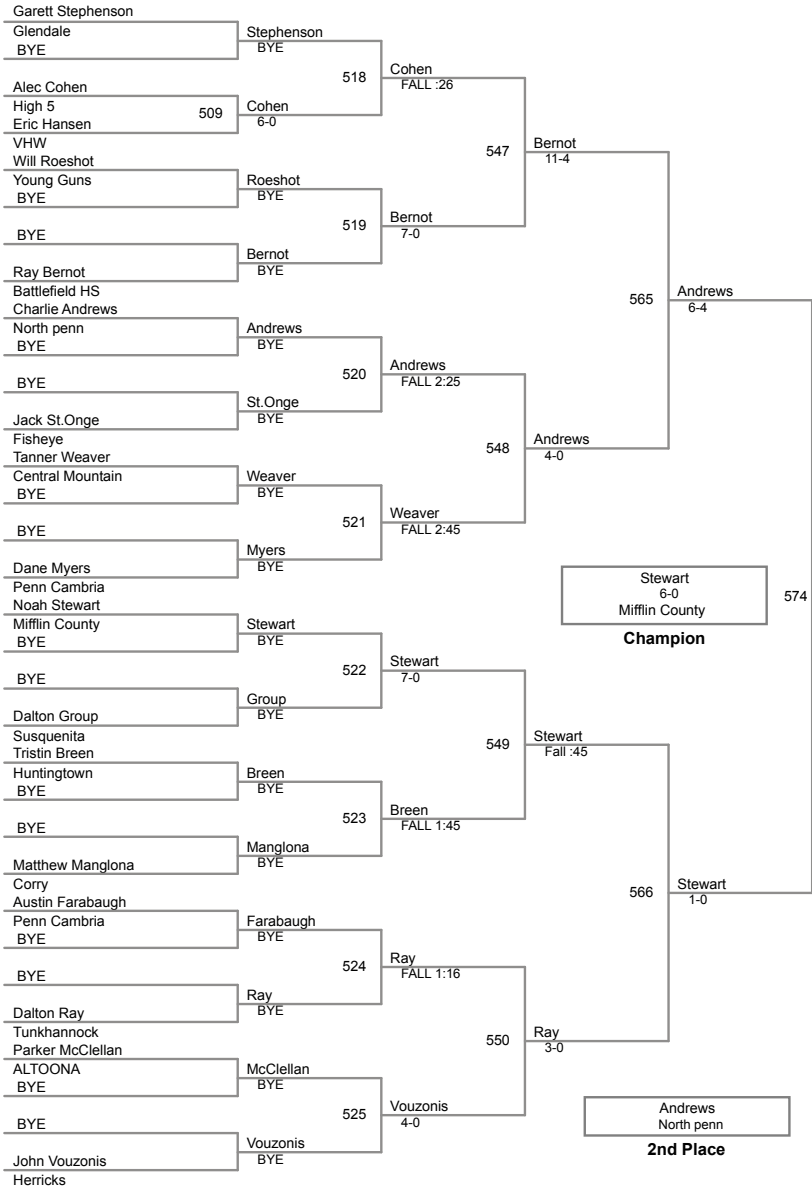 Garett Stephenson
Glendale
BYE
Alec Cohen
High 5
Eric Hansen
VHW
Will Roeshot
Young Guns
BYE
BYE
Ray Bernot
Battlefield HS
Charlie Andrews
North penn
BYE
BYE
Jack St.Onge
Fisheye
Tanner Weaver
Central Mountain
BYE
BYE
Dane Myers
Penn Cambria
Noah Stewart
Mifflin County
BYE
BYE
Dalton Group
Susquenita
Tristin Breen
Huntingtown
BYE
BYE
Matthew Manglona
Corry
Austin Farabaugh
Penn Cambria
BYE
BYE
Dalton Ray
Tunkhannock
Parker McClellan
ALTOONA
BYE
BYE
John Vouzonis
Herricks
509
Stephenson
BYE
Cohen
6-0
Roeshot
BYE
Bernot
BYE
Andrews
BYE
St.Onge
BYE
Weaver
BYE
Myers
BYE
Stewart
BYE
Group
BYE
Breen
BYE
Manglona
BYE
Farabaugh
BYE
Ray
BYE
McClellan
BYE
Vouzonis
BYE
518
519
520
521
522
523
524
525
Cohen
FALL :26
Bernot
7-0
Andrews
FALL 2:25
Weaver
FALL 2:45
Stewart
7-0
Breen
FALL 1:45
Ray
FALL 1:16
Vouzonis
4-0
547
548
549
550
Bernot
11-4
Andrews
4-0
Stewart
Fall :45
Ray
3-0
565
566
Andrews
6-4
Stewart
1-0
574
Stewart
6-0
Mifflin County
Champion
Andrews
North penn
2nd Place